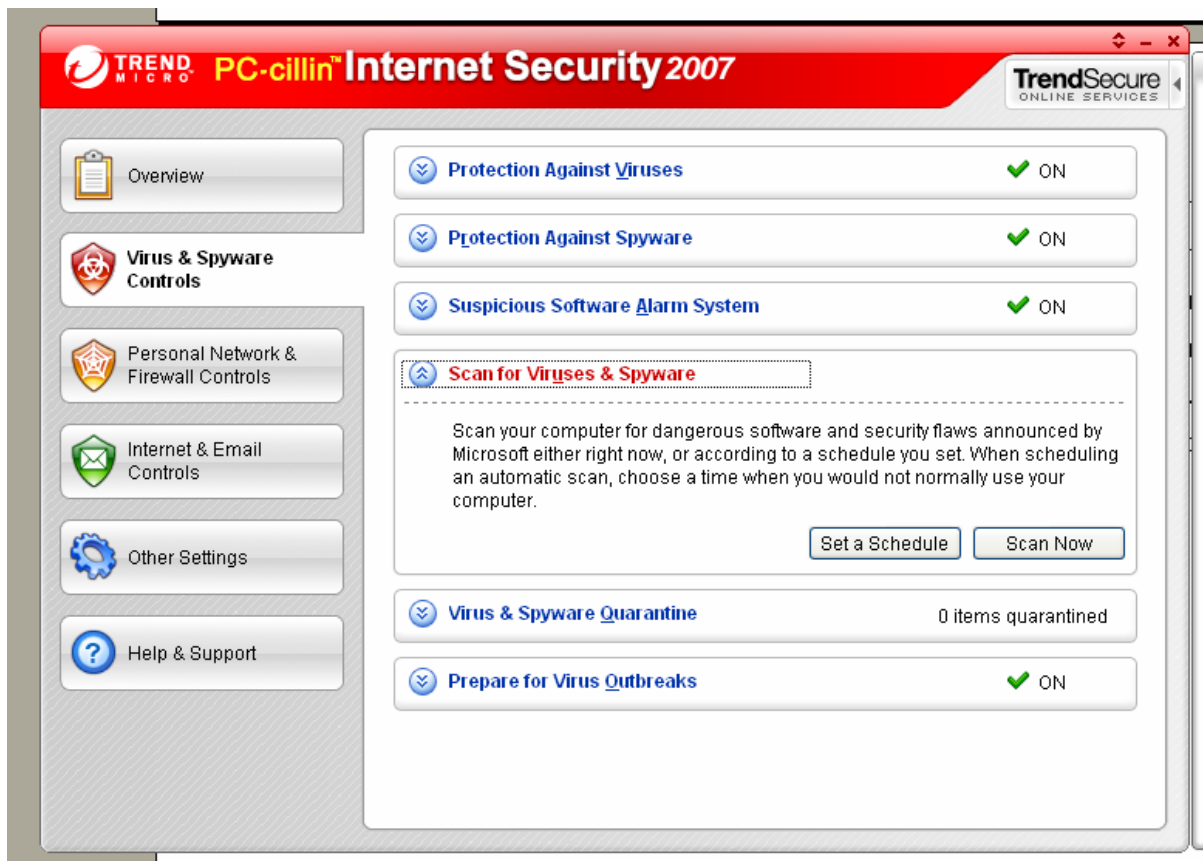 TREND MICRO PC-cillin™ Internet Security 2007
TrendSecure
ONLINE SERVICES
Overview
Virus & Spyware
Controls
Personal Network &
Firewall Controls
Internet & Email
Controls
Other Settings
Help & Support
Protection Against Viruses ON
Protection Against Spyware ON
Suspicious Software Alarm System ON
Scan for Viruses & Spyware
Scan your computer for dangerous software and security flaws announced by
Microsoft either right now, or according to a schedule you set. When scheduling
an automatic scan, choose a time when you would not normally use your
computer.
Set a Schedule Scan Now
Virus & Spyware Quarantine 0 items quarantined
Prepare for Virus Outbreaks ON